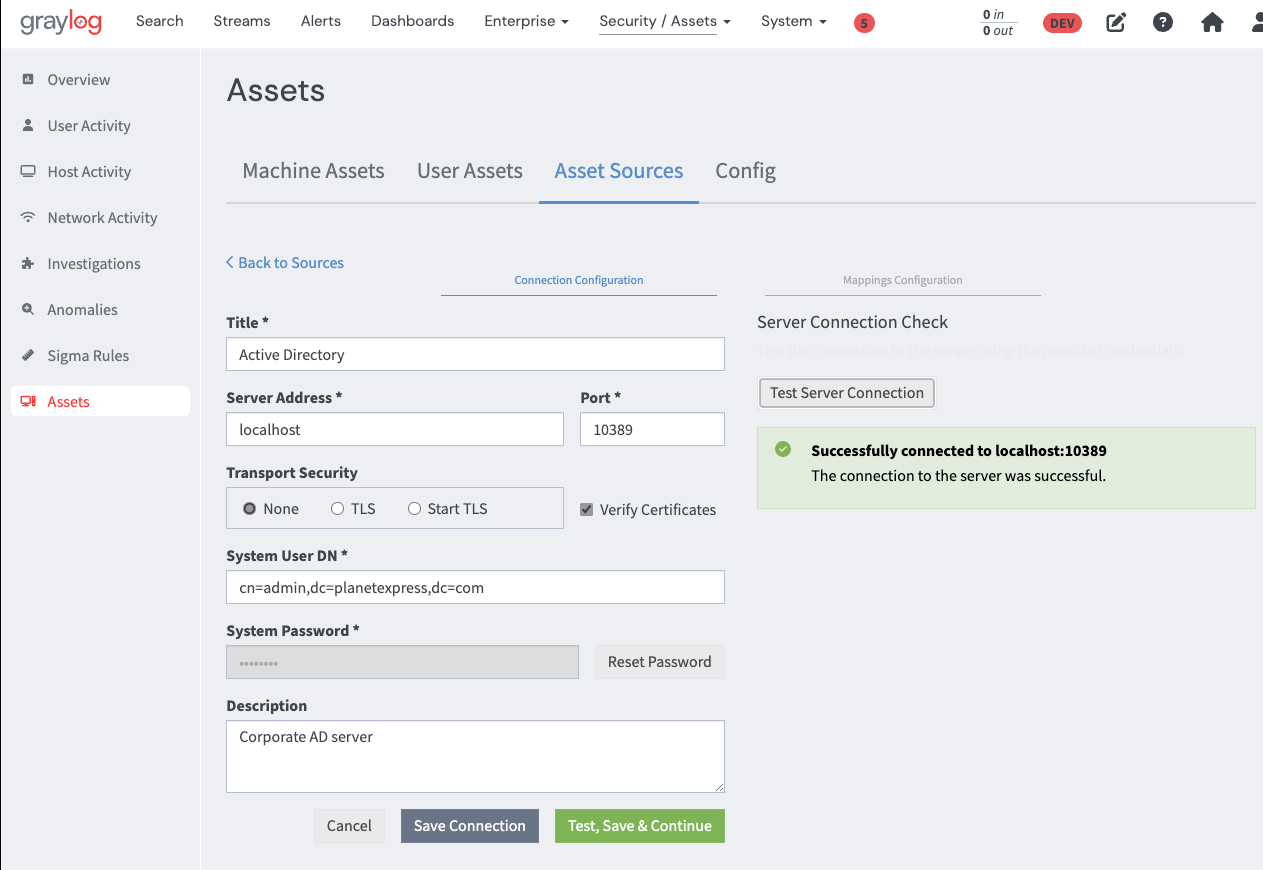 graylog
Search
Streams
Alerts
Dashboards
Enterprise
Security / Assets
System
5
0 in
0 out
DEV
?
Overview
User Activity
Host Activity
Network Activity
Investigations
Anomalies
Sigma Rules
Assets
Assets
Machine Assets
User Assets
Asset Sources
Config
Back to Sources
Connection Configuration
Mappings Configuration
Title *
Active Directory
Server Address *
Port *
localhost
10389
Transport Security
None
TLS
Start TLS
Verify Certificates
System User DN *
cn=admin,dc=planetexpress,dc=com
System Password *
••••••••
Reset Password
Description
Corporate AD server
Cancel
Save Connection
Test, Save & Continue
Server Connection Check
Test the connection to the server using the provided credentials.
Test Server Connection
Successfully connected to localhost:10389
The connection to the server was successful.